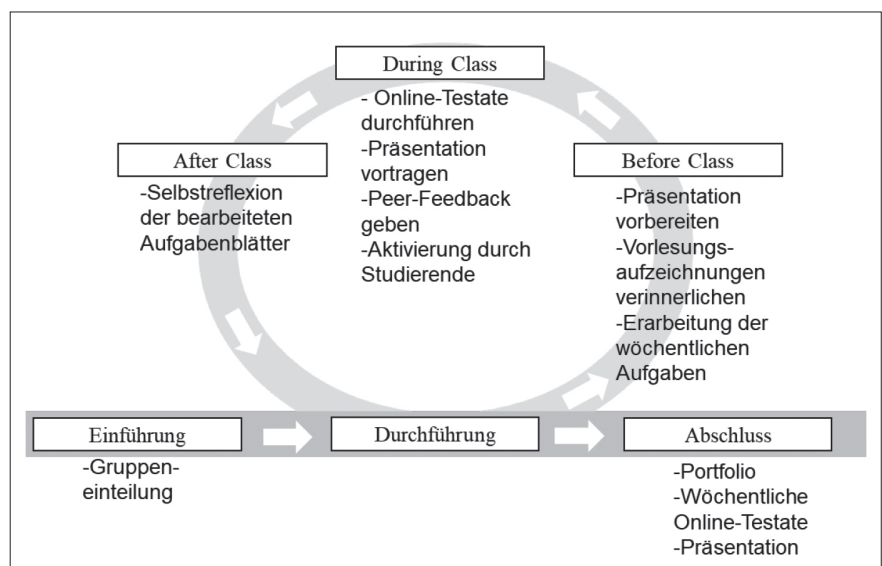 During Class
- Online-Testate
durchführen
-Präsentation
vortragen
-Peer-Feedback
geben
-Aktivierung durch
Studierende
After Class
-Selbstreflexion
der bearbeiteten
Aufgabenblätter
Before Class
-Präsentation
vorbereiten
-Vorlesungs-
aufzeichnungen
verinnerlichen
-Erarbeitung der
wöchentlichen
Aufgaben
Einführung
-Gruppen-
einteilung
Durchführung
Abschluss
-Portfolio
-Wöchentliche
Online-Testate
-Präsentation